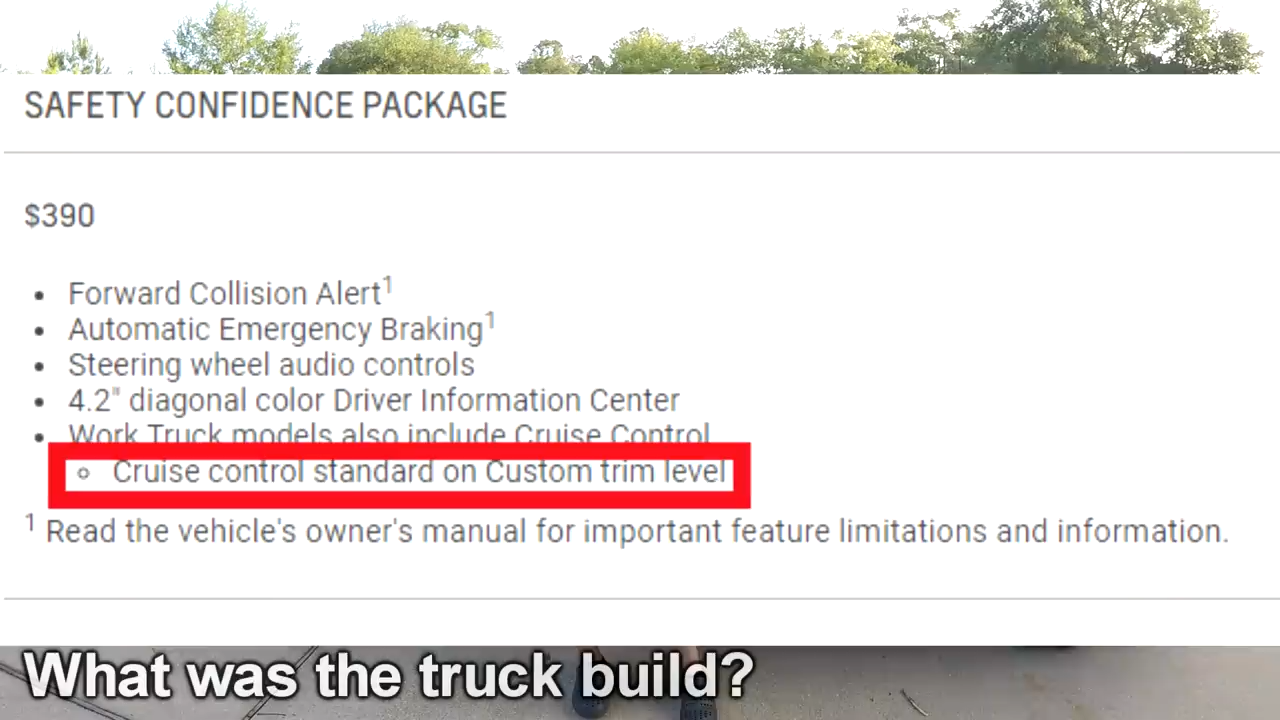 SAFETY CONFIDENCE PACKAGE
$390
• Forward Collision Alert1
• Automatic Emergency Braking1
• Steering wheel audio controls
• 4.2" diagonal color Driver Information Center
• Work Truck models also include Cruise Control
○ Cruise control standard on Custom trim level
1 Read the vehicle's owner's manual for important feature limitations and information.
What was the truck build?